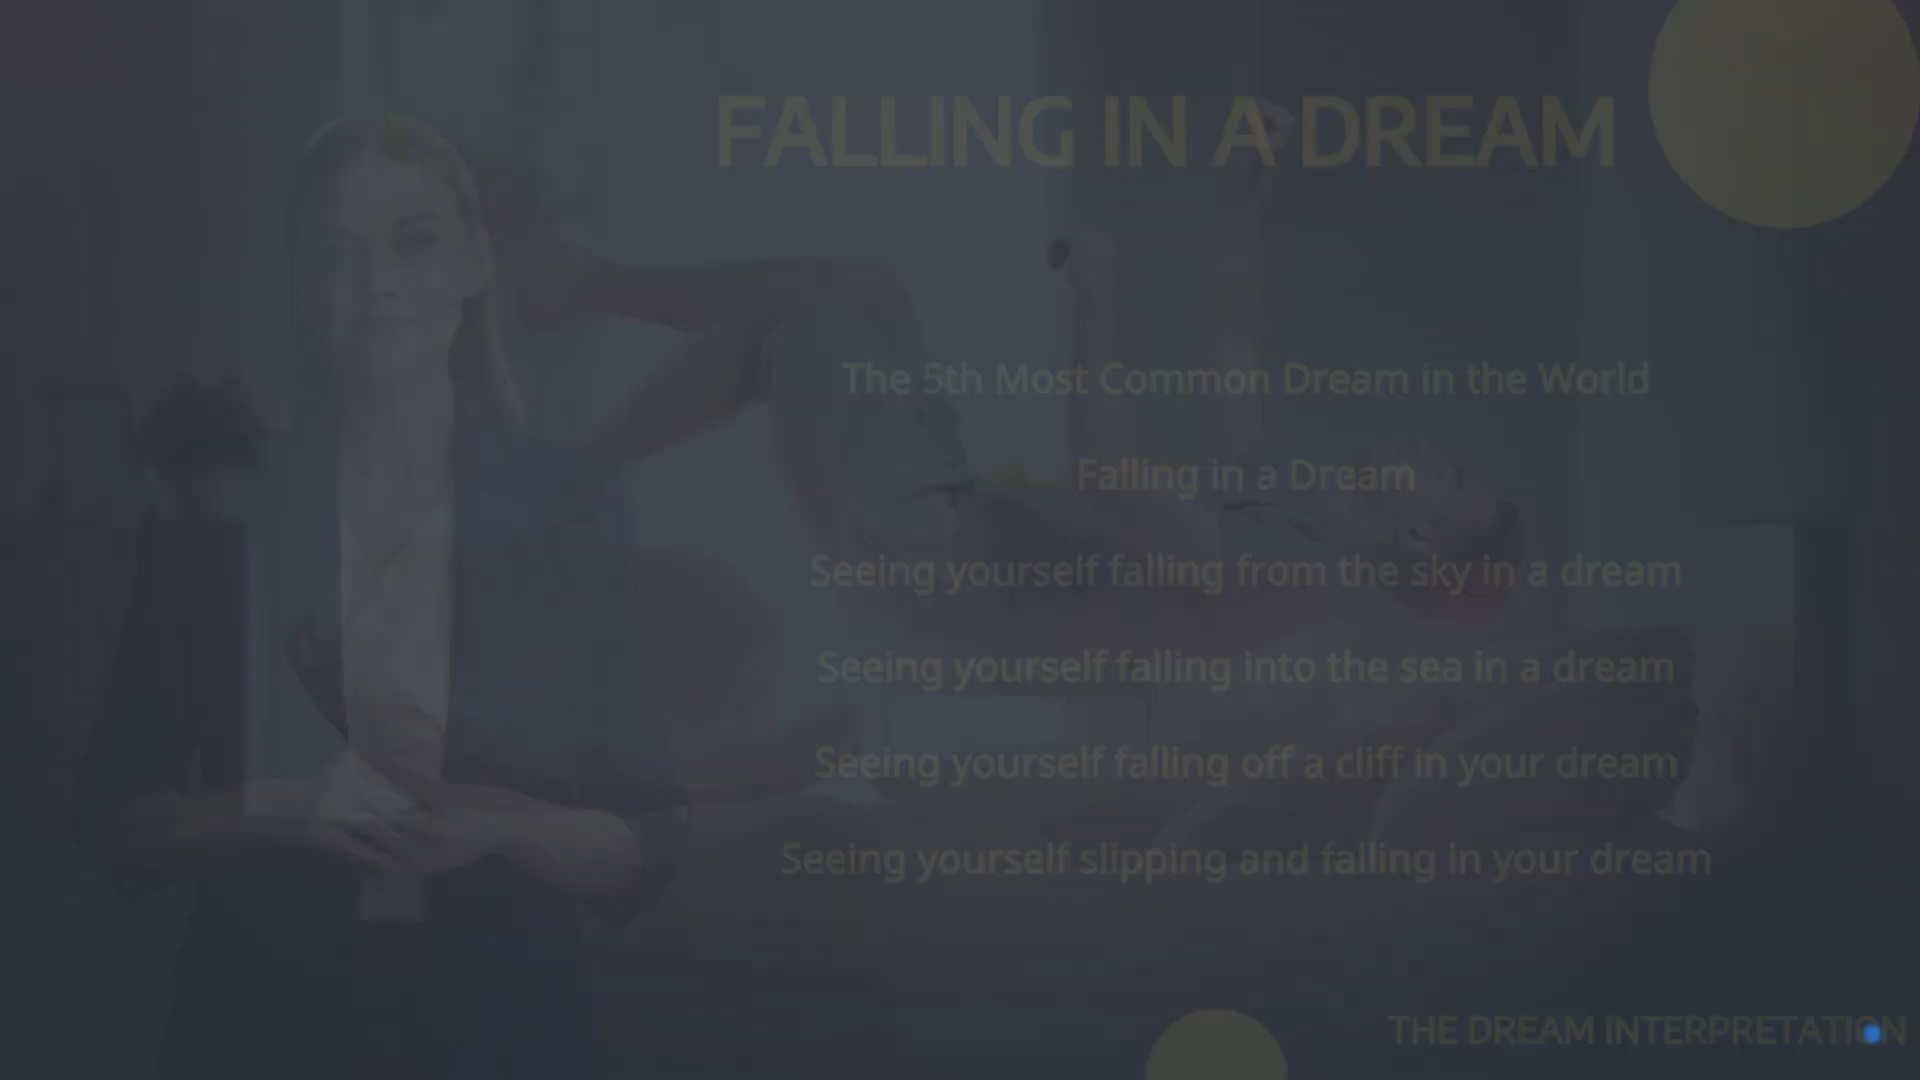 FALLING IN A DREAM
The 5th Most Common Dream in the World
Falling in a Dream
Seeing yourself falling from the sky in a dream
Seeing yourself falling into the sea in a dream
Seeing yourself falling off a cliff in your dream
Seeing yourself slipping and falling in your dream
THE DREAM INTERPRETATION